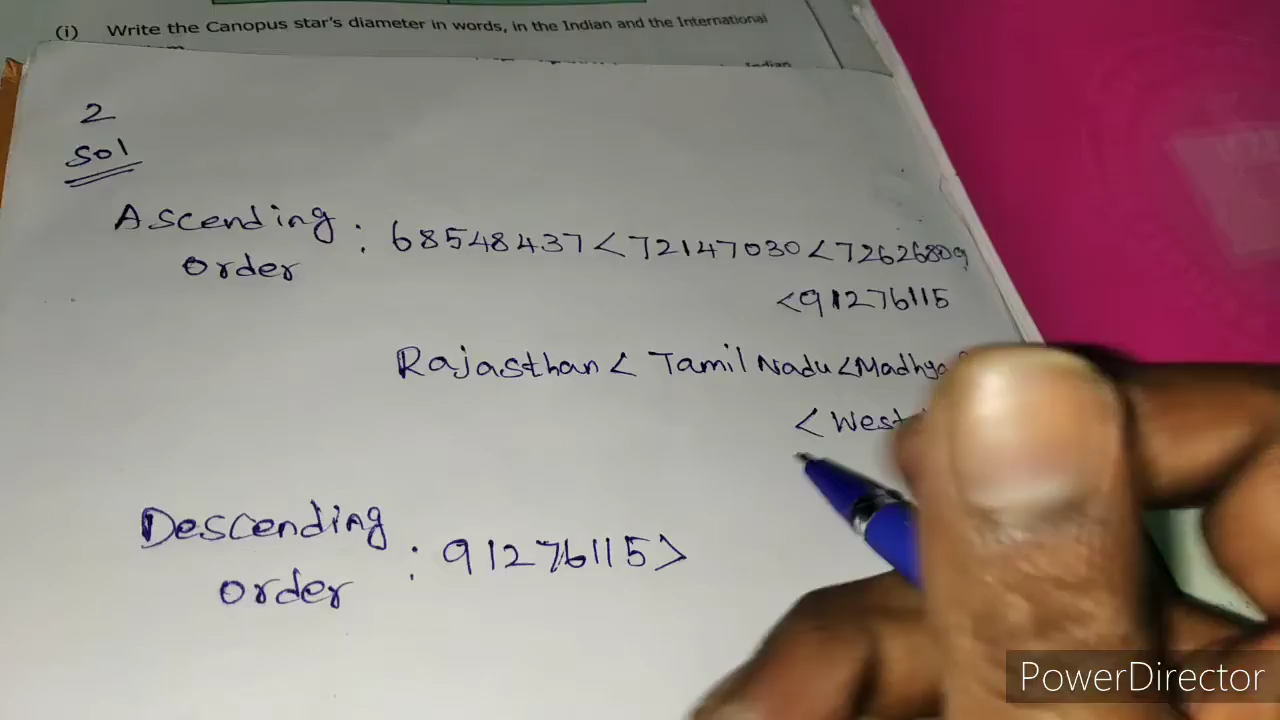 (i) Write the Canopus star's diameter in words, in the Indian and the International
Indian
2
Sol
Ascending : 68548437 < 72147030 < 72626809
order
< 91276115
Rajasthan < Tamil Nadu < Madhya
< West
Descending : 91276115 >
order
PowerDirector